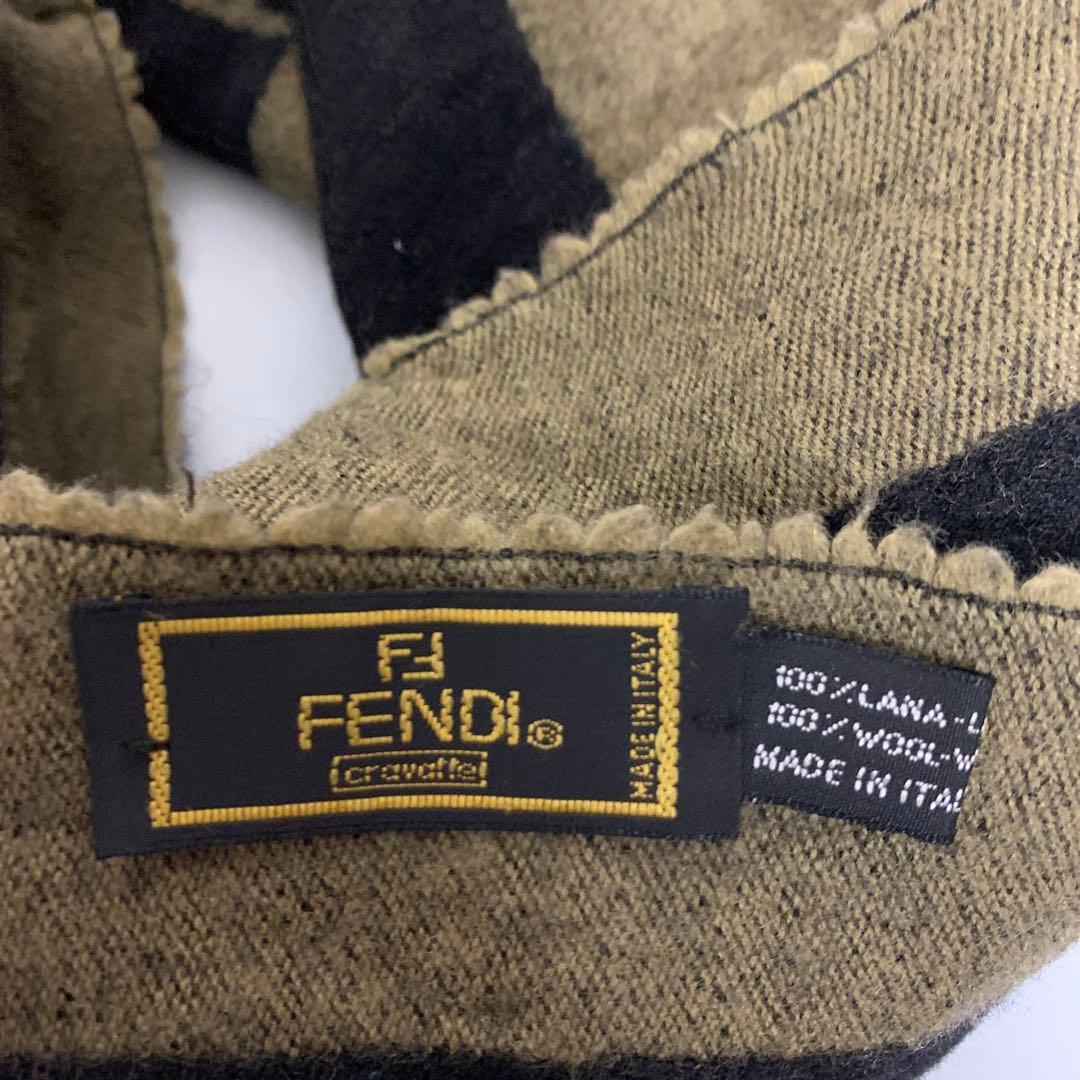 FF
FENDI®
cravatte
MADE IN ITALY
100%LANA-
100%WOOL-W
MADE IN ITAL